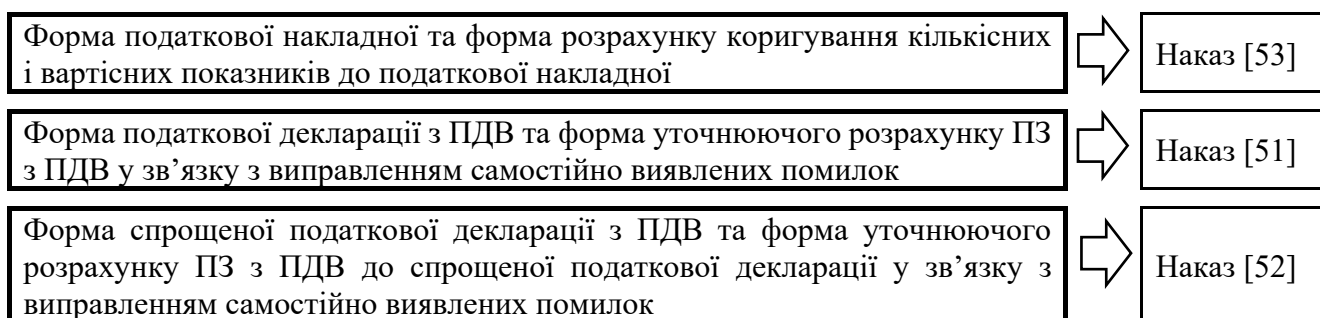 Форма податкової накладної та форма розрахунку коригування кількісних
і вартісних показників до податкової накладної
Наказ [53]
Форма податкової декларації з ПДВ та форма уточнюючого розрахунку ПЗ
з ПДВ у зв’язку з виправленням самостійно виявлених помилок
Наказ [51]
Форма спрощеної податкової декларації з ПДВ та форма уточнюючого
розрахунку ПЗ з ПДВ до спрощеної податкової декларації у зв’язку з
виправленням самостійно виявлених помилок
Наказ [52]